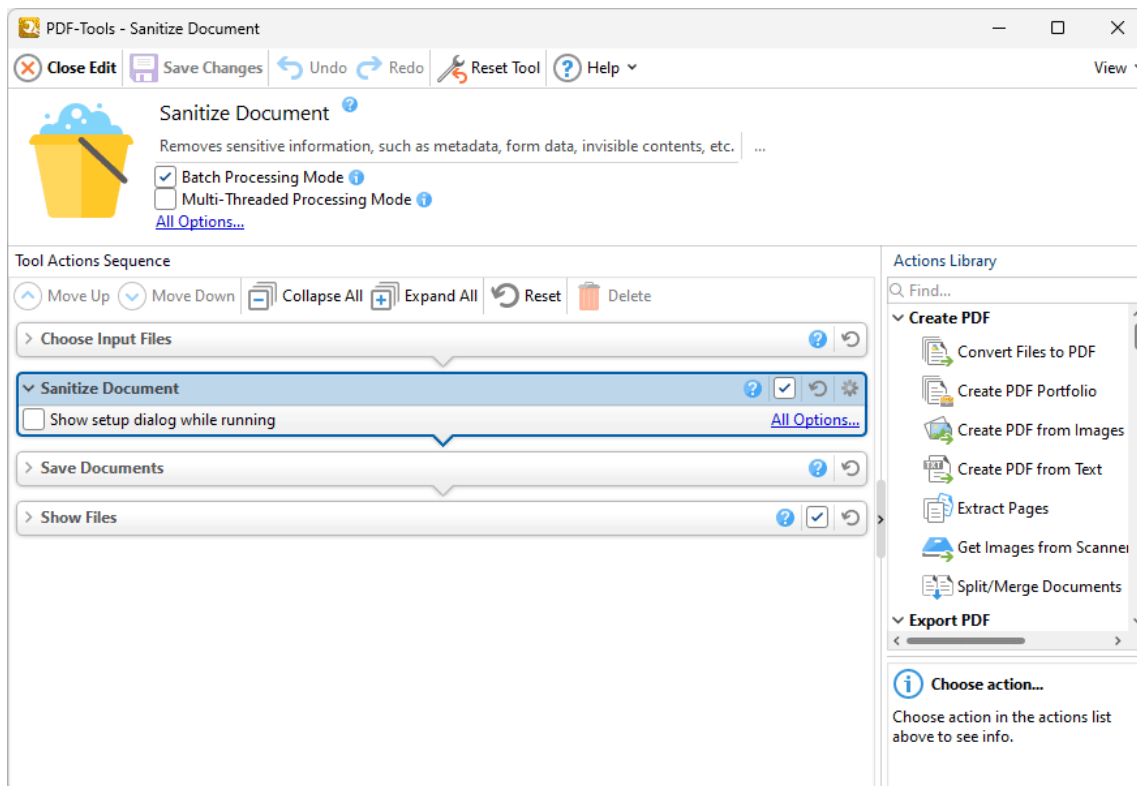 PDF-Tools - Sanitize Document
Close Edit Save Changes Undo Redo Reset Tool ? Help View
Sanitize Document ?
Removes sensitive information, such as metadata, form data, invisible contents, etc. ...
Batch Processing Mode i
Multi-Threaded Processing Mode i
All Options...
Tool Actions Sequence
Move Up Move Down Collapse All Expand All Reset Delete
Choose Input Files ?
Sanitize Document ?
Show setup dialog while running All Options...
Save Documents ?
Show Files ?
Actions Library
Find...
Create PDF
Convert Files to PDF
Create PDF Portfolio
Create PDF from Images
TXT Create PDF from Text
Extract Pages
Get Images from Scanner
Split/Merge Documents
Export PDF
i Choose action...
Choose action in the actions list
above to see info.